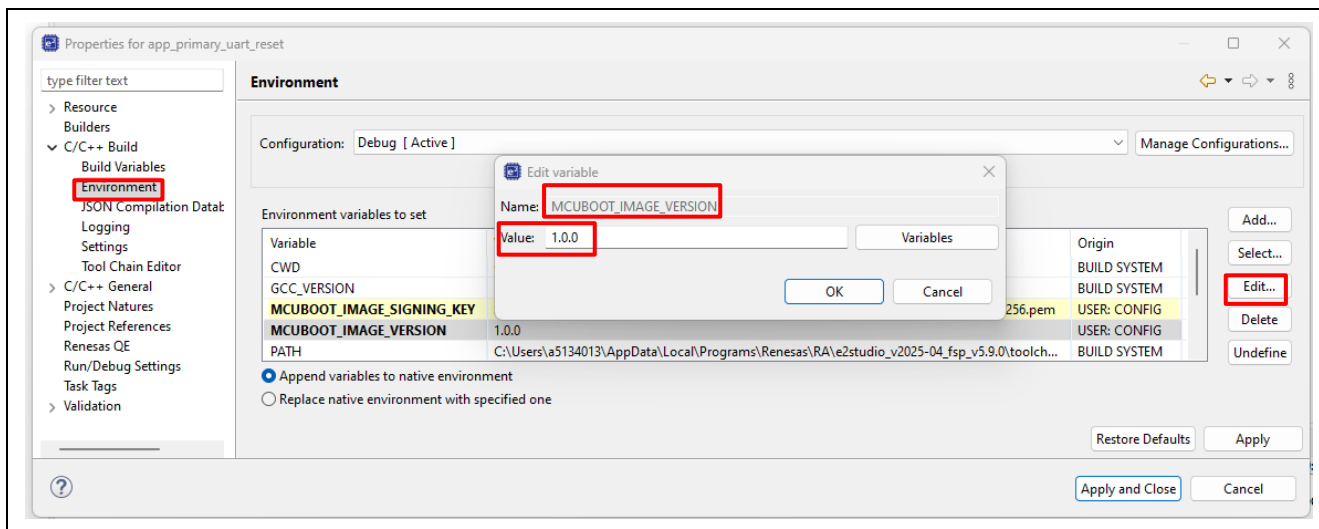 Properties for app_primary_uart_reset
type filter text
Resource
Builders
C/C++ Build
Build Variables
Environment
JSON Compilation Datab
Logging
Settings
Tool Chain Editor
C/C++ General
Project Natures
Project References
Renesas QE
Run/Debug Settings
Task Tags
Validation
Environment
Configuration: Debug [ Active ]
Manage Configurations...
Edit variable
Name: MCUBOOT_IMAGE_VERSION
Value: 1.0.0 Variables
OK Cancel
Environment variables to set
Variable Origin
CWD BUILD SYSTEM
GCC_VERSION BUILD SYSTEM
MCUBOOT_IMAGE_SIGNING_KEY 256.pem USER: CONFIG
MCUBOOT_IMAGE_VERSION 1.0.0 USER: CONFIG
PATH C:\Users\a5134013\AppData\Local\Programs\Renesas\RA\e2studio_v2025-04_fsp_v5.9.0\toolch... BUILD SYSTEM
Add...
Select...
Edit...
Delete
Undefine
Append variables to native environment
Replace native environment with specified one
Restore Defaults Apply
Apply and Close Cancel